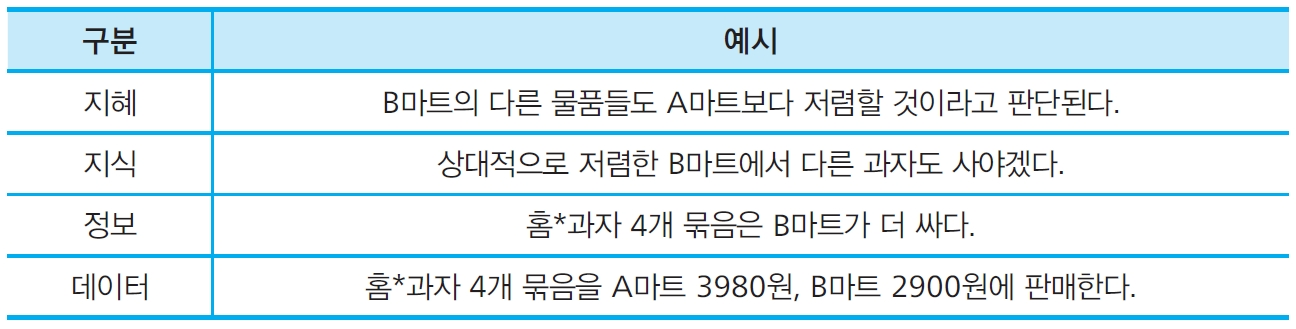 구분 예시
지혜 B마트의 다른 물품들도 A마트보다 저렴할 것이라고 판단된다.
지식 상대적으로 저렴한 B마트에서 다른 과자도 사야겠다.
정보 홈*과자 4개 묶음은 B마트가 더 싸다.
데이터 홈*과자 4개 묶음을 A마트 3980원, B마트 2900원에 판매한다.